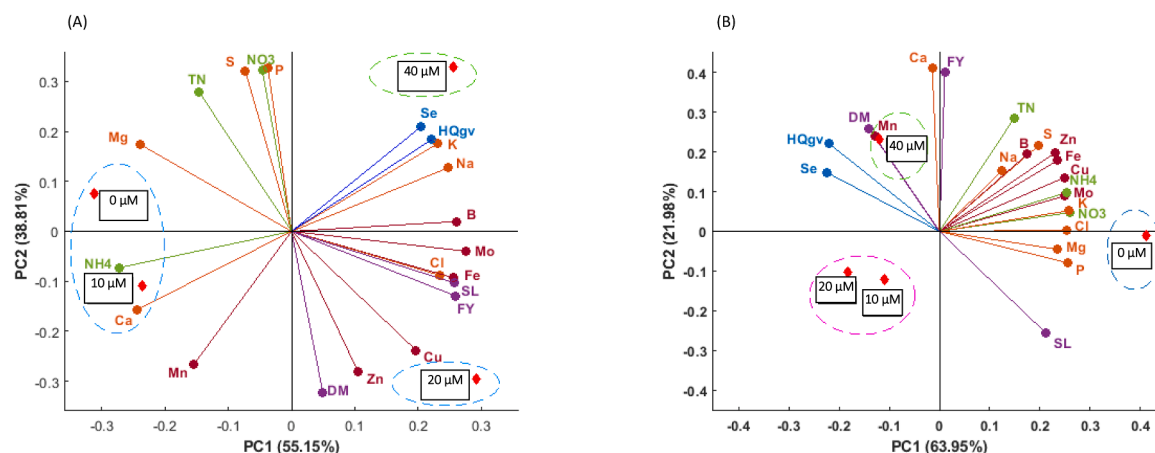 (A)
(B)
S
NO3
P
TN
Mg
Se
HQgv
K
Na
B
Mo
Cl
Fe
SL
FY
Cu
Zn
DM
Mn
Ca
NH4
0 µM
10 µM
20 µM
40 µM
0.3
0.2
0.1
0
-0.1
-0.2
-0.3
-0.3
-0.2
-0.1
0
0.1
0.2
0.3
PC2 (38.81%)
PC1 (55.15%)
Ca
FY
TN
DM
Mn
HQgv
Se
40 µM
B
S
Zn
Na
Fe
Cu
NH4
Mo
K
NO3
Cl
Mg
P
SL
0 µM
20 µM
10 µM
0.4
0.3
0.2
0.1
0
-0.1
-0.2
-0.3
-0.4
-0.4
-0.3
-0.2
-0.1
0
0.1
0.2
0.3
0.4
PC2 (21.98%)
PC1 (63.95%)